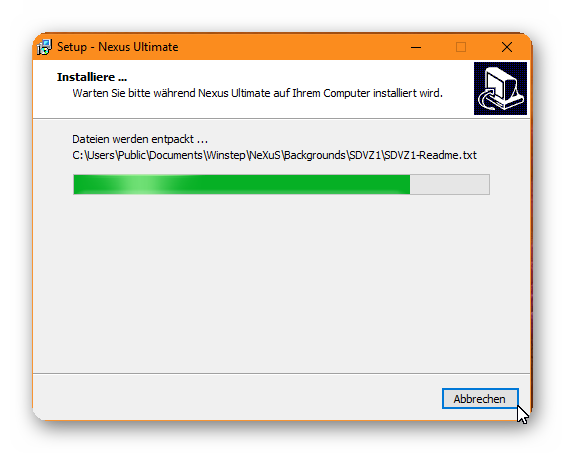 Setup - Nexus Ultimate
Installiere ...
Warten Sie bitte während Nexus Ultimate auf Ihrem Computer installiert wird.
Dateien werden entpackt ...
C:\Users\Public\Documents\Winstep\NeXuS\Backgrounds\SDVZ1\SDVZ1-Readme.txt
Abbrechen